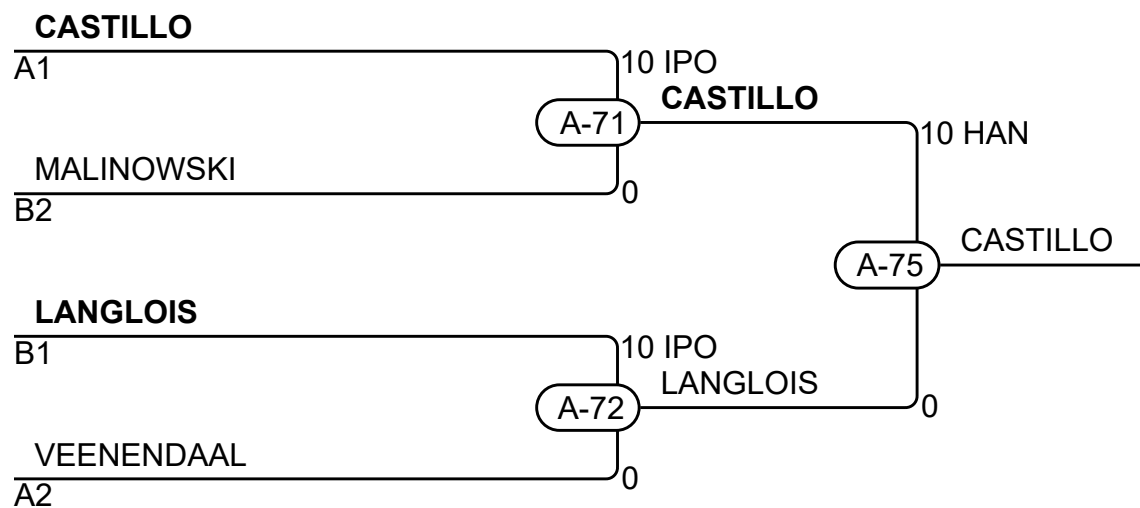 CASTILLO
A1
10 IPO
CASTILLO
A-71
10 HAN
MALINOWSKI
B2
0
CASTILLO
A-75
LANGLOIS
B1
10 IPO
LANGLOIS
A-72
0
VEENENDAAL
A2
0